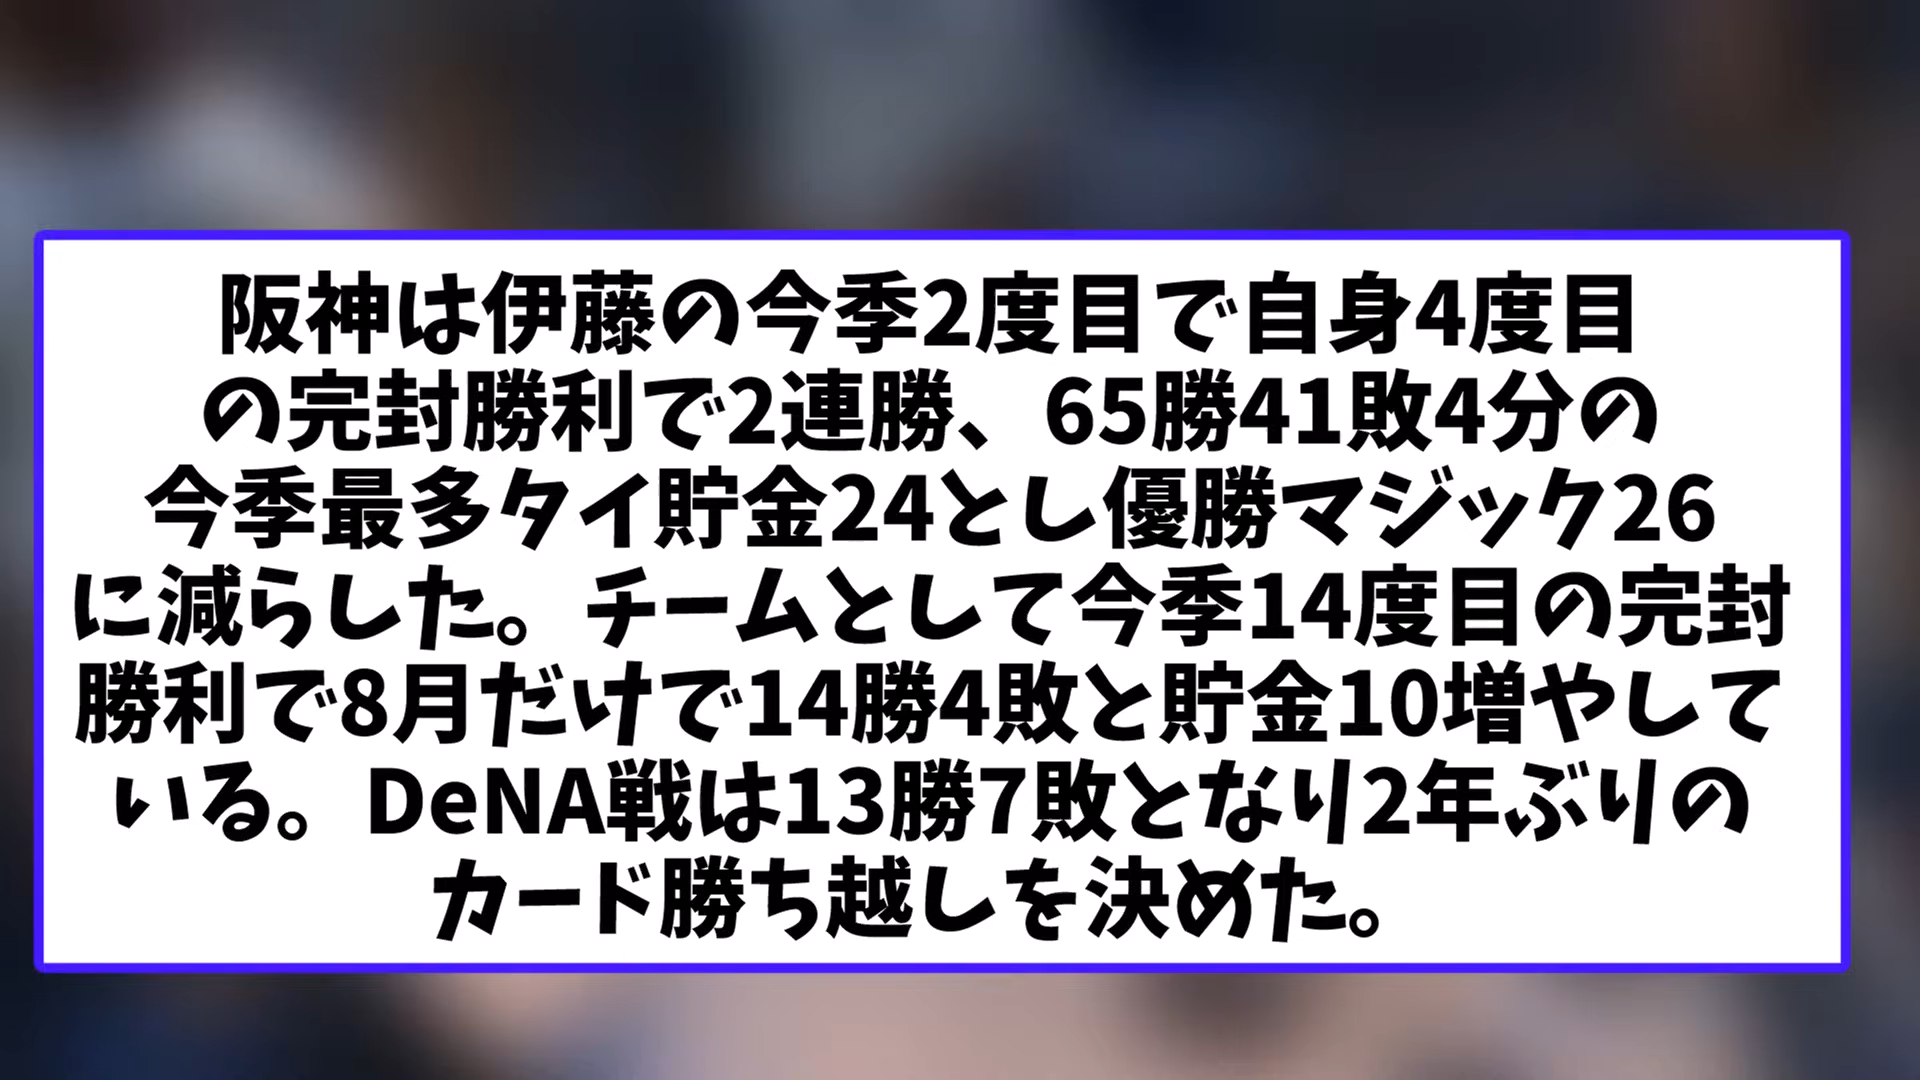 阪神は伊藤の今季2度目で自身4度目
の完封勝利で2連勝、65勝41敗4分の
今季最多タイ貯金24とし優勝マジック26
に減らした。チームとして今季14度目の完封
勝利で8月だけで14勝4敗と貯金10増やして
いる。DeNA戦は13勝7敗となり2年ぶりの
カード勝ち越しを決めた。